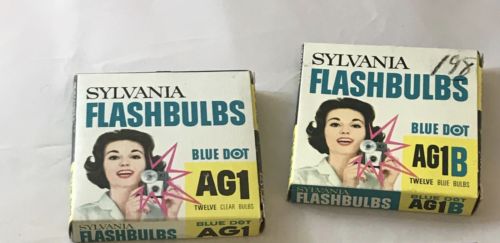 SYLVANIA
FLASHBULBS
BLUE DOT
AG1
TWELVE CLEAR BULBS
SYLVANIA
FLASHBULBS
BLUE DOT
AG1
198
SYLVANIA
FLASHBULBS
BLUE DOT
AG1B
TWELVE BLUE BULBS
SYLVANIA
FLASHBULBS
BLUE DOT
AG1B